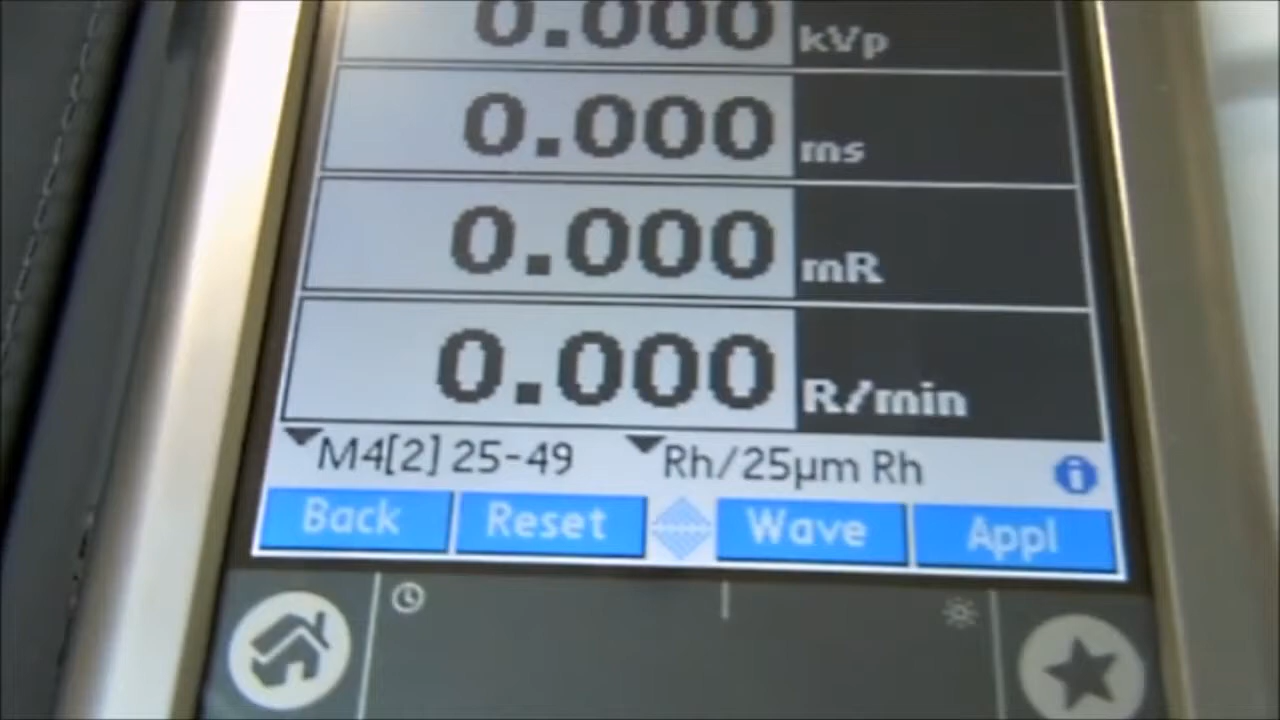 0.000 kVp
0.000 ms
0.000 mR
0.000 R/min
M4[2] 25-49 Rh/25µm Rh
Back Reset Wave Appl